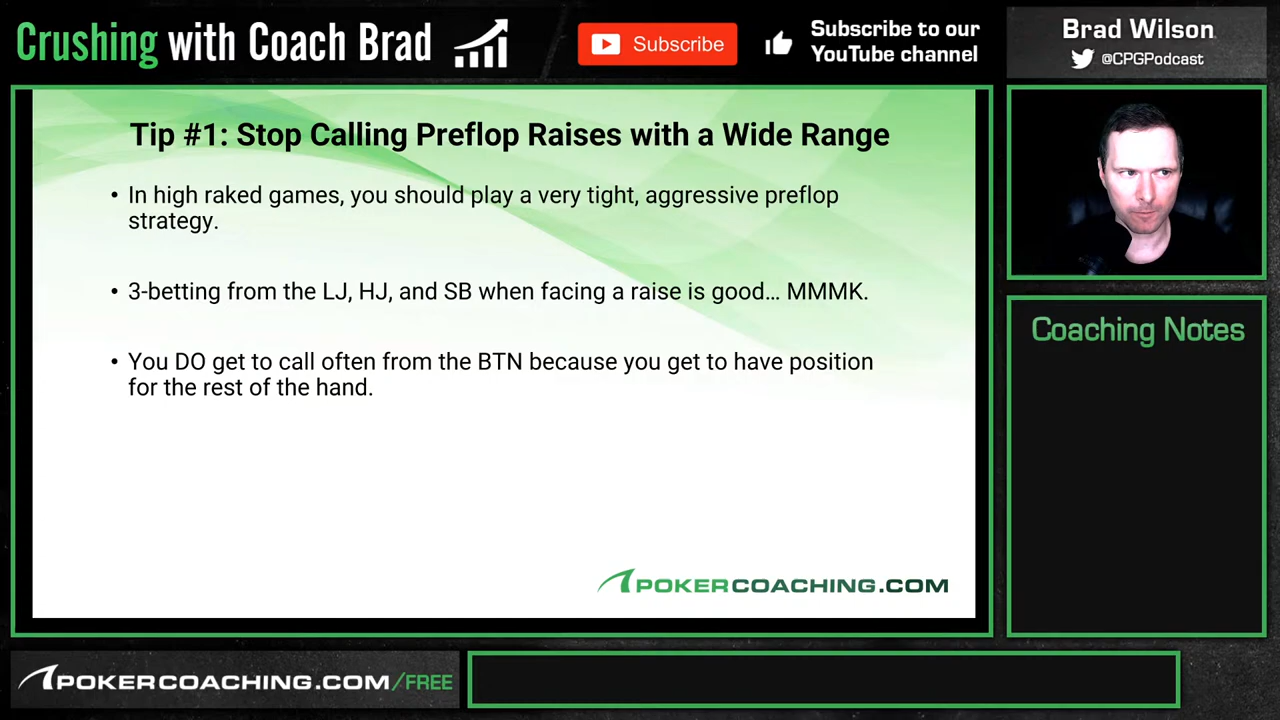 Crushing with Coach Brad
Subscribe
Subscribe to our
YouTube channel
Brad Wilson
@CPGPodcast
Tip #1: Stop Calling Preflop Raises with a Wide Range
• In high raked games, you should play a very tight, aggressive preflop
strategy.
• 3-betting from the LJ, HJ, and SB when facing a raise is good… MMMK.
• You DO get to call often from the BTN because you get to have position
for the rest of the hand.
POKERCOACHING.COM
Coaching Notes
POKERCOACHING.COM/FREE